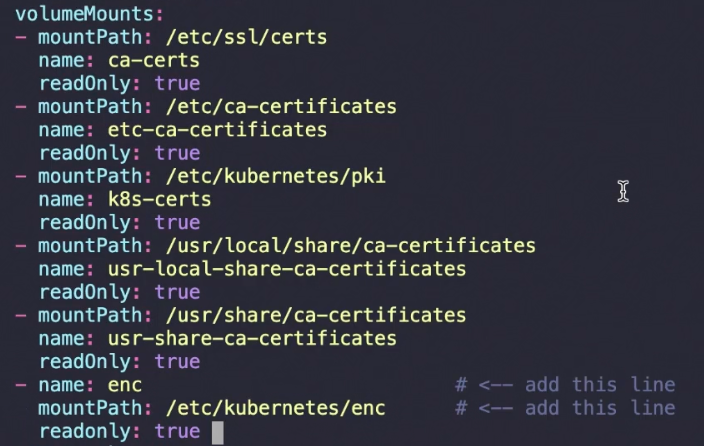 volumeMounts:
- mountPath: /etc/ssl/certs
  name: ca-certs
  readOnly: true
- mountPath: /etc/ca-certificates
  name: etc-ca-certificates
  readOnly: true
- mountPath: /etc/kubernetes/pki
  name: k8s-certs
  readOnly: true
- mountPath: /usr/local/share/ca-certificates
  name: usr-local-share-ca-certificates
  readOnly: true
- mountPath: /usr/share/ca-certificates
  name: usr-share-ca-certificates
  readOnly: true
- name: enc                             # <-- add this line
  mountPath: /etc/kubernetes/enc      # <-- add this line
  readonly: true